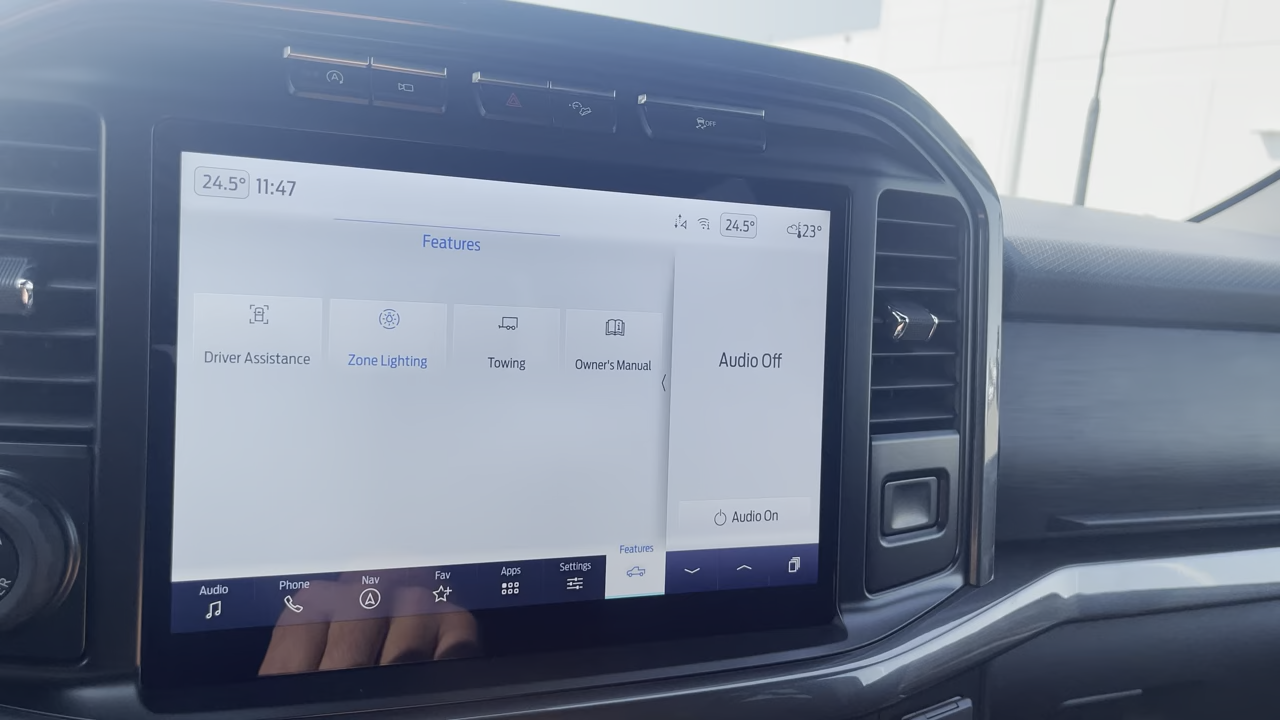 OFF
24.5° 11:47
24.5° 23°
Features
Driver Assistance
Zone Lighting
Towing
Owner's Manual
Audio Off
Audio On
Audio
Phone
Nav
Fav
Apps
Settings
Features